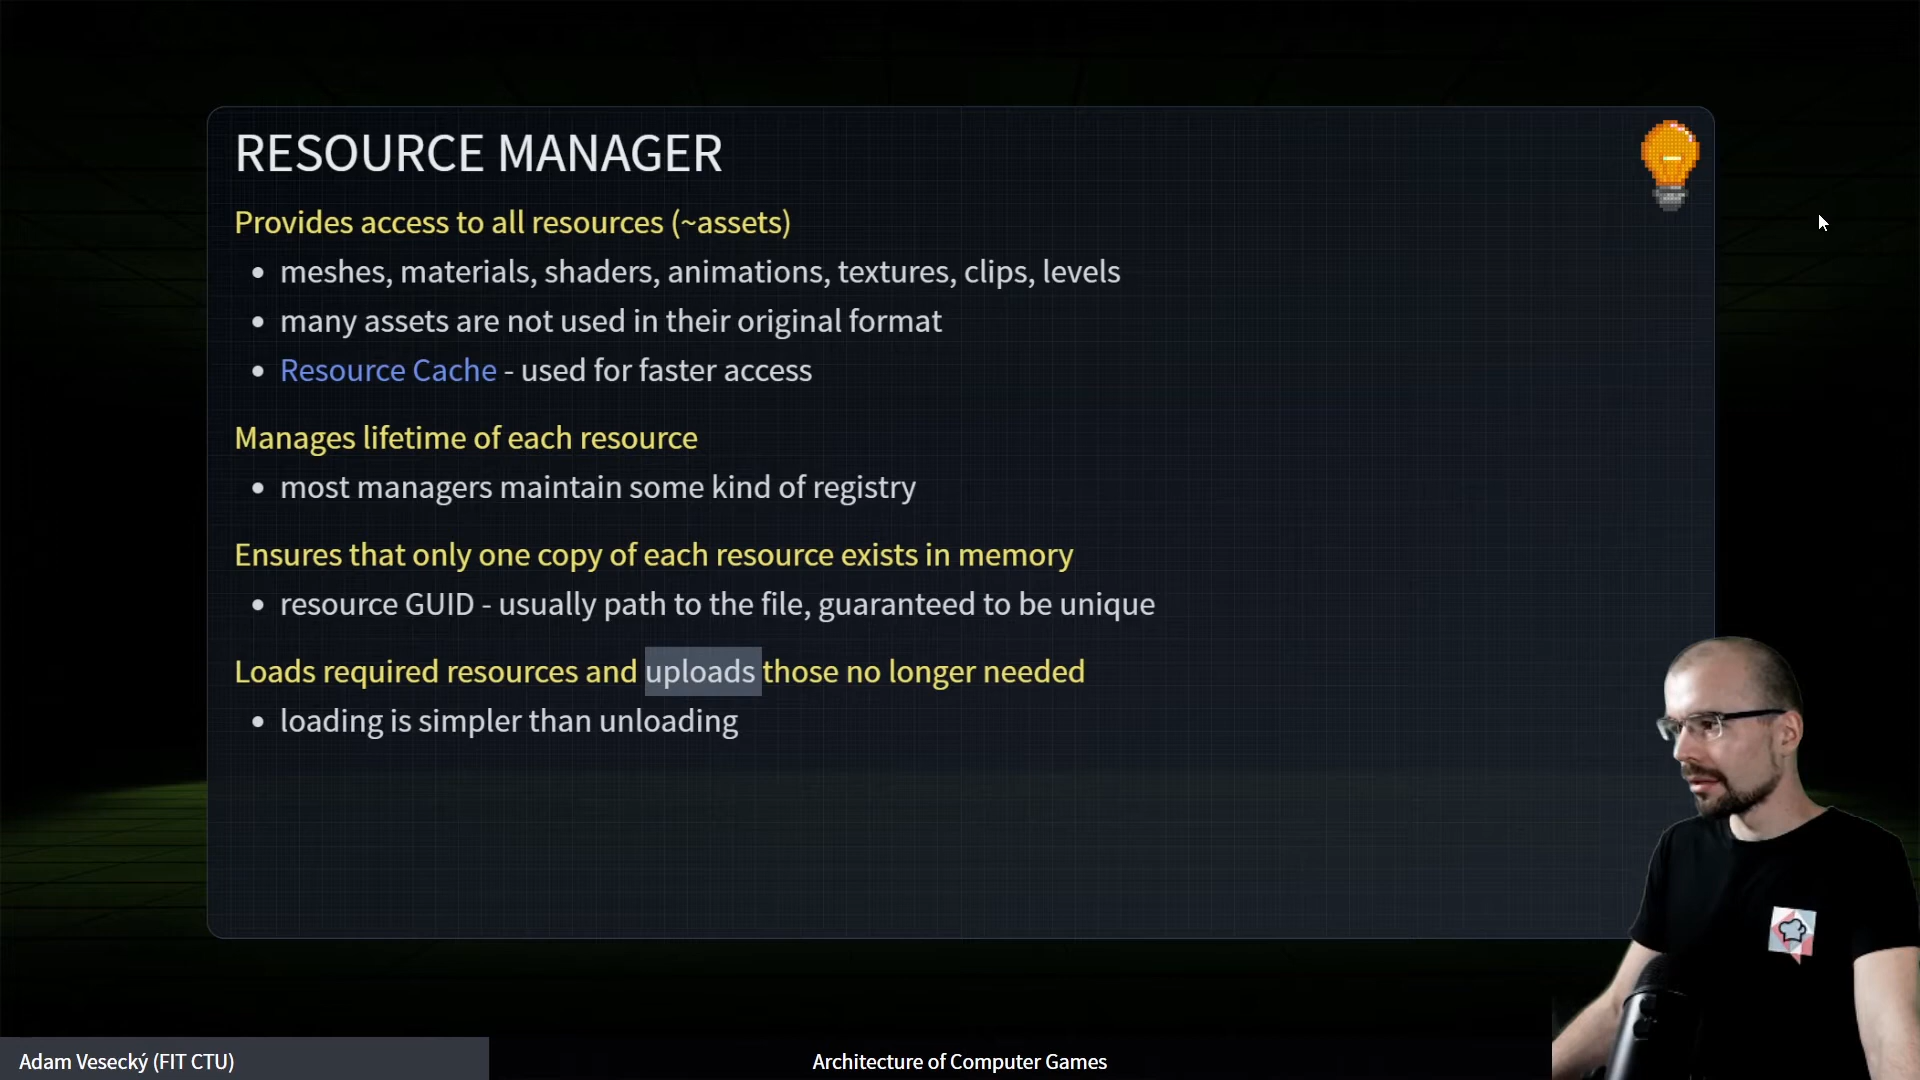 RESOURCE MANAGER
Provides access to all resources (~assets)
• meshes, materials, shaders, animations, textures, clips, levels
• many assets are not used in their original format
• Resource Cache - used for faster access
Manages lifetime of each resource
• most managers maintain some kind of registry
Ensures that only one copy of each resource exists in memory
• resource GUID - usually path to the file, guaranteed to be unique
Loads required resources and uploads those no longer needed
• loading is simpler than unloading
Adam Vesecký (FIT CTU)
Architecture of Computer Games